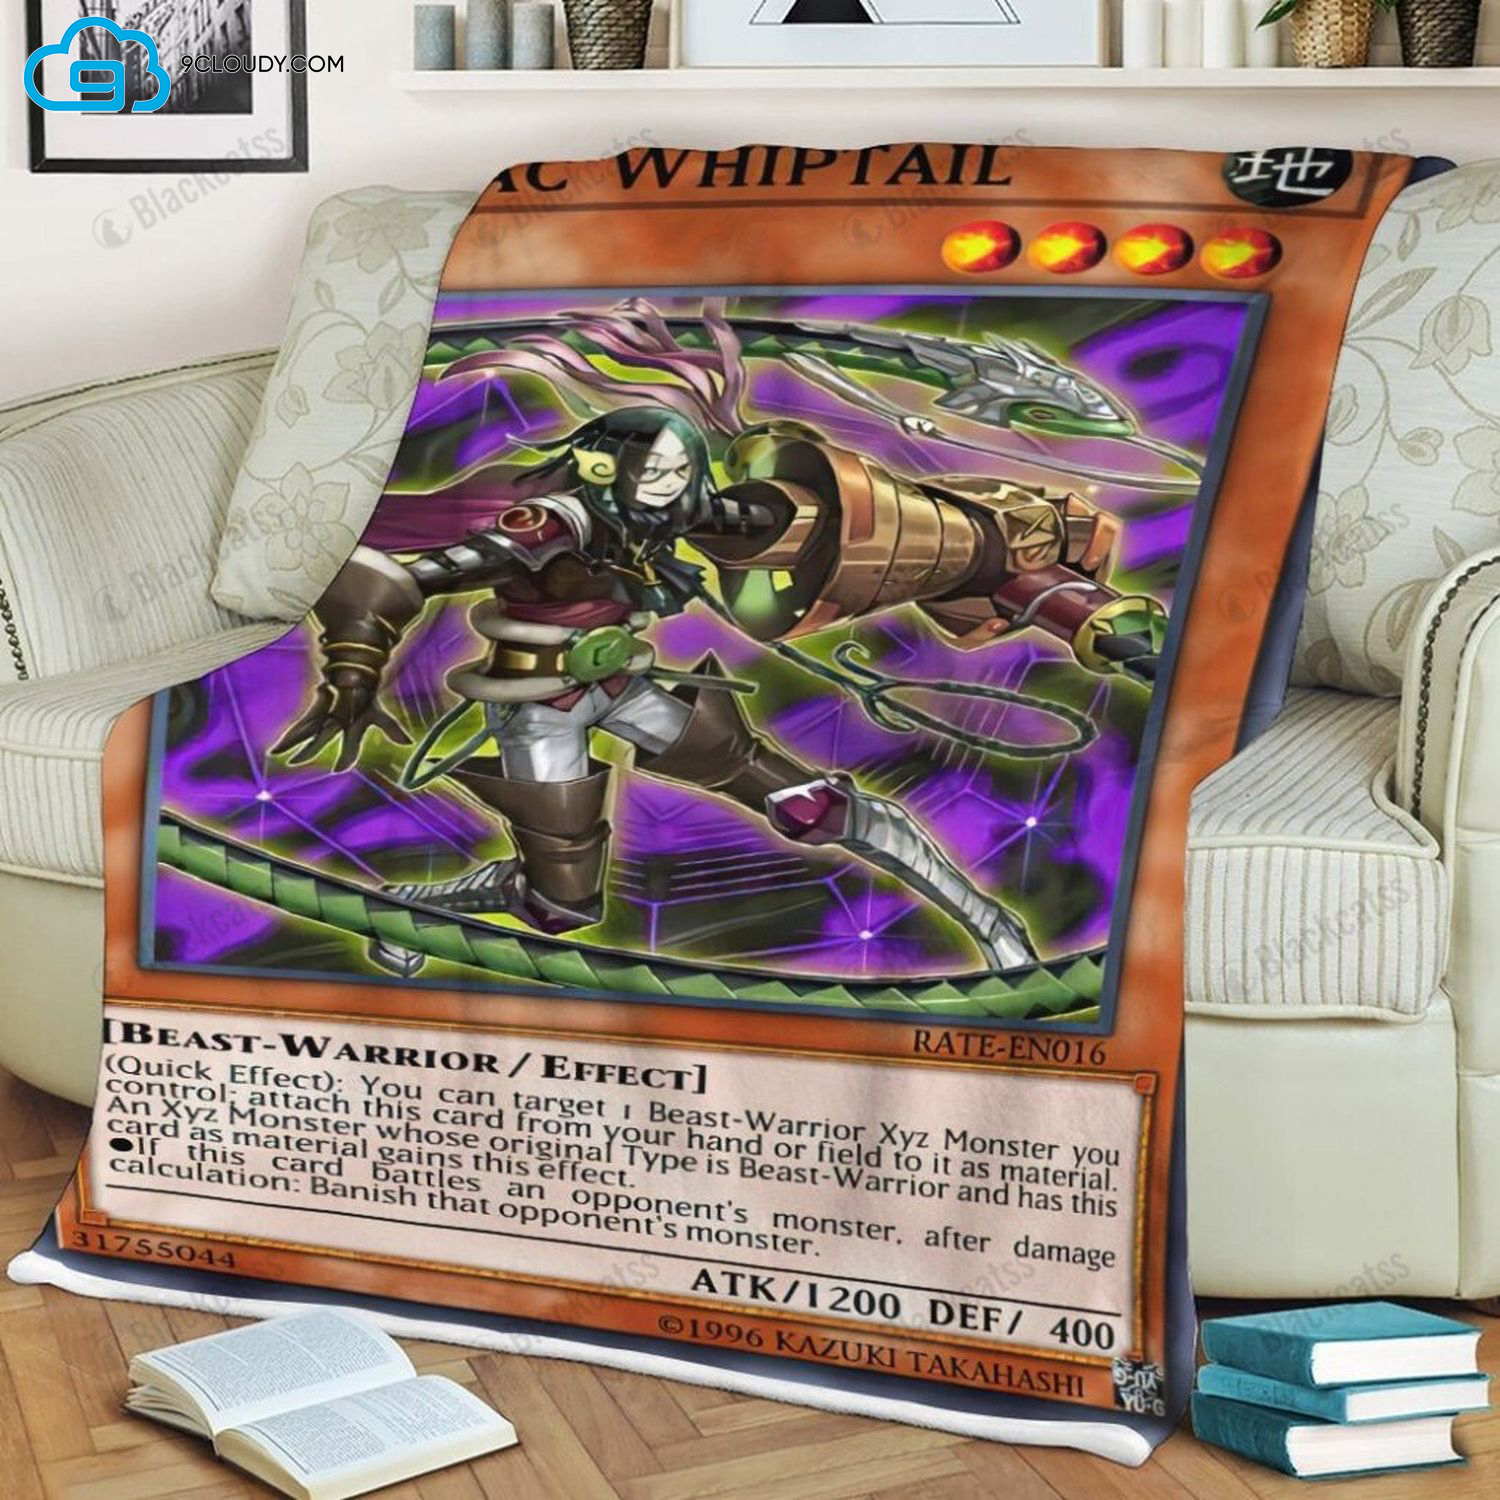 9CLOUDY.COM
AC WHIPTAIL 地
RATE-EN016
[BEAST-WARRIOR / EFFECT]
(Quick Effect): You can target 1 Beast-Warrior Xyz Monster you
control; attach this card from your hand or field to it as material.
An Xyz Monster whose original Type is Beast-Warrior and has this
card as material gains this effect.
●If this card battles an opponent's monster, after damage
calculation: Banish that opponent's monster.
ATK/1200 DEF/ 400
31755044
©1996 KAZUKI TAKAHASHI
Blackcatss